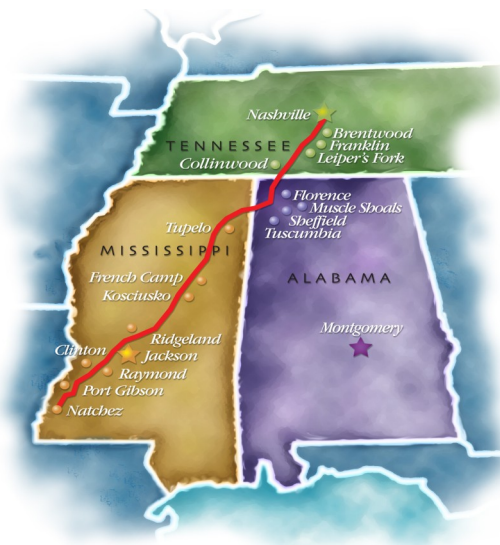 Nashville
Brentwood
TENNESSEE
Franklin
Leiper's Fork
Collinwood
Florence
Muscle Shoals
Sheffield
Tuscumbia
Tupelo
MISSISSIPPI
ALABAMA
French Camp
Kosciusko
Montgomery
Ridgeland
Clinton
Jackson
Raymond
Port Gibson
Natchez